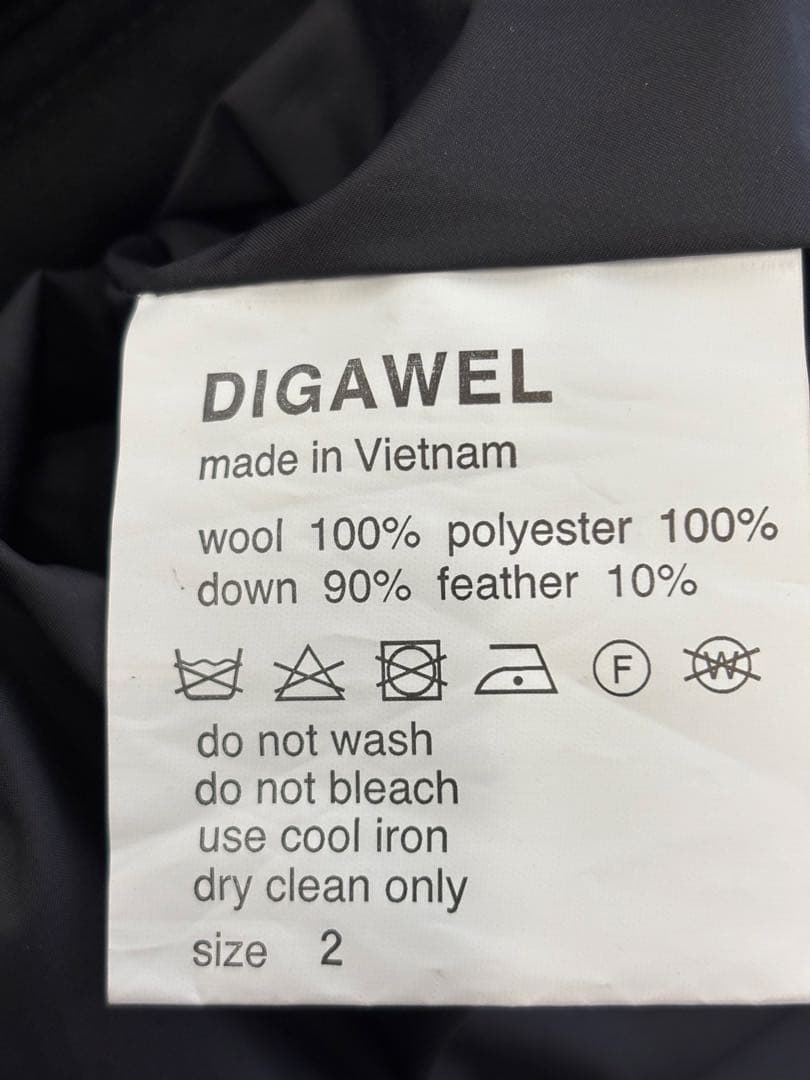 DIGAWEL
made in Vietnam
wool 100% polyester 100%
down 90% feather 10%
F W
do not wash
do not bleach
use cool iron
dry clean only
size 2